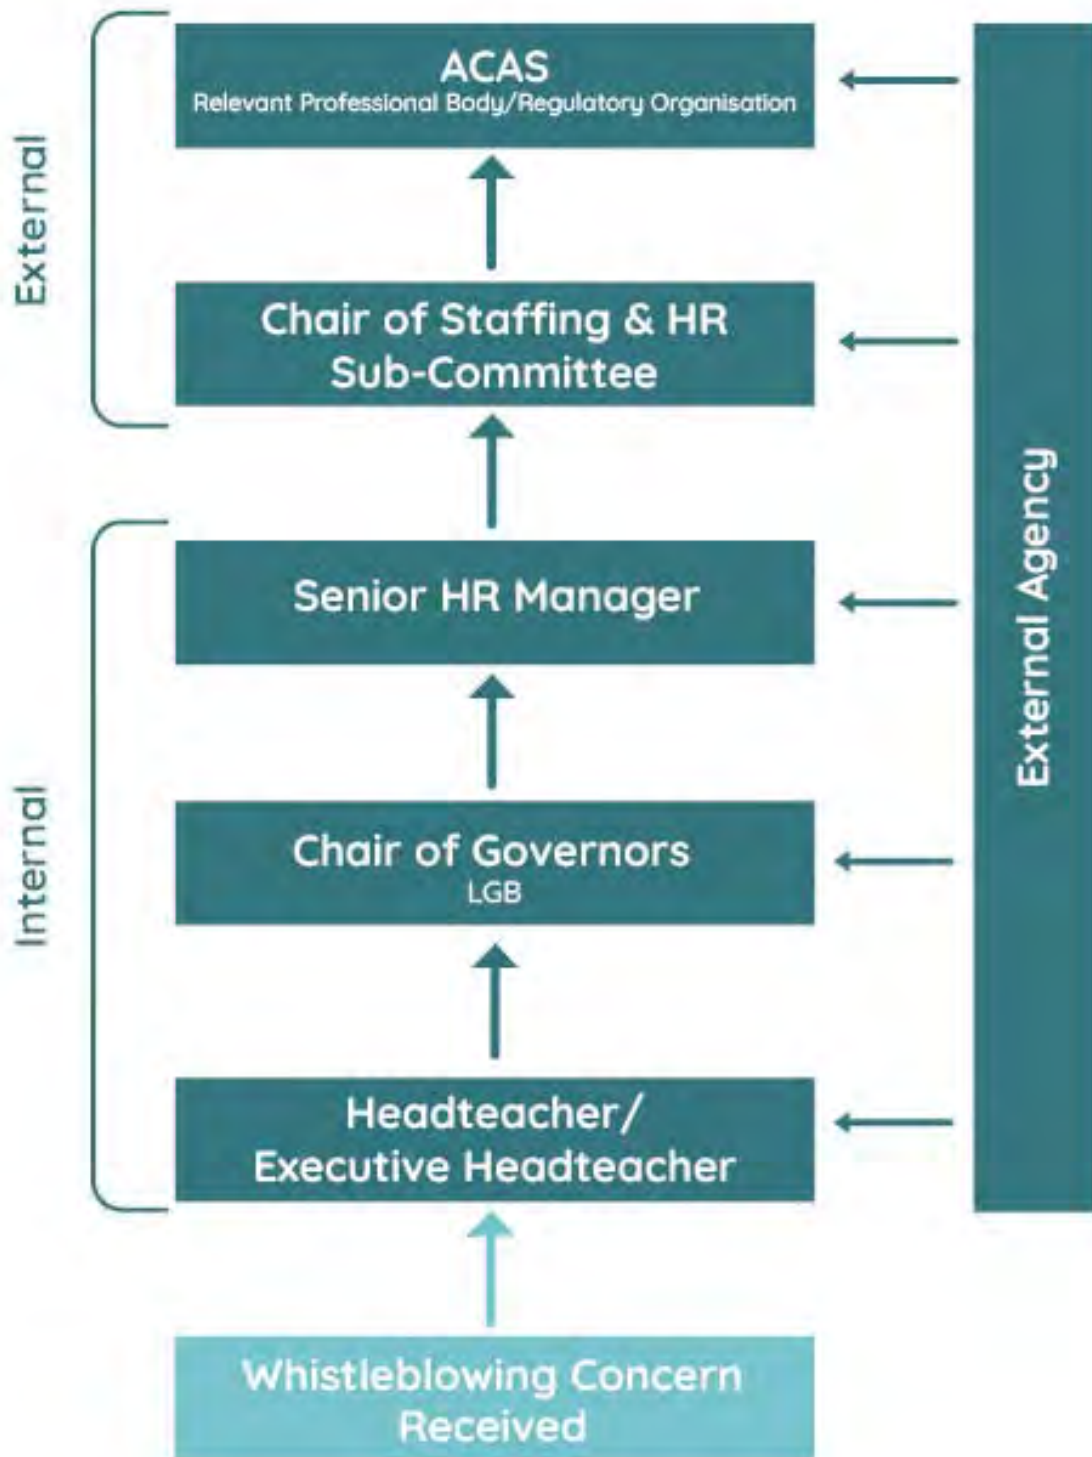 ACAS
Relevant Professional Body/Regulatory Organisation
External
Chair of Staffing & HR
Sub-Committee
Senior HR Manager
External Agency
Internal
Chair of Governors
LGB
Headteacher/
Executive Headteacher
Whistleblowing Concern
Received